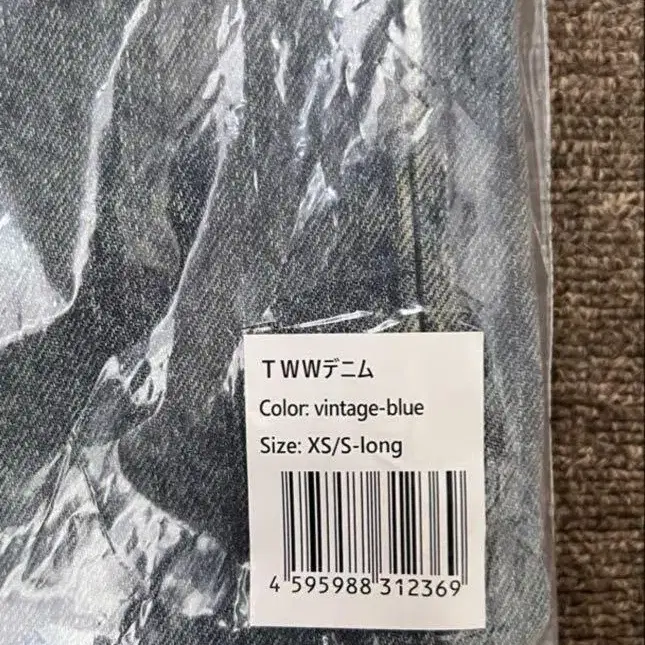 TWWデニム
Color: vintage-blue
Size: XS/S-long
4 595988 312369